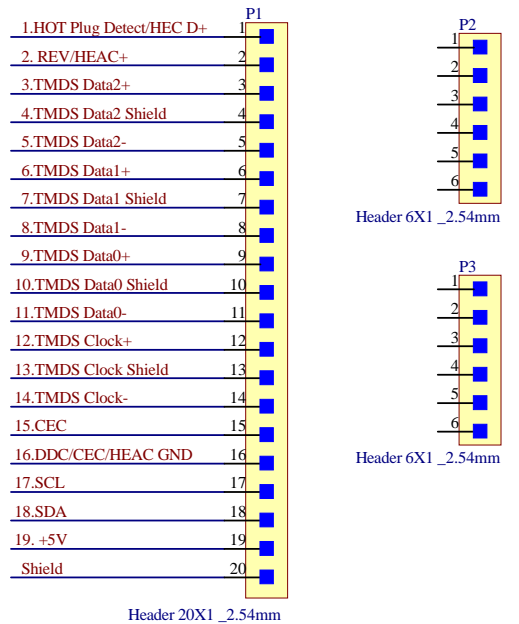 P1
1.HOT Plug Detect/HEC D+ 1
2. REV/HEAC+ 2
3.TMDS Data2+ 3
4.TMDS Data2 Shield 4
5.TMDS Data2- 5
6.TMDS Data1+ 6
7.TMDS Data1 Shield 7
8.TMDS Data1- 8
9.TMDS Data0+ 9
10.TMDS Data0 Shield 10
11.TMDS Data0- 11
12.TMDS Clock+ 12
13.TMDS Clock Shield 13
14.TMDS Clock- 14
15.CEC 15
16.DDC/CEC/HEAC GND 16
17.SCL 17
18.SDA 18
19. +5V 19
Shield 20
Header 20X1 _2.54mm
P2
1
2
3
4
5
6
Header 6X1 _2.54mm
P3
1
2
3
4
5
6
Header 6X1 _2.54mm